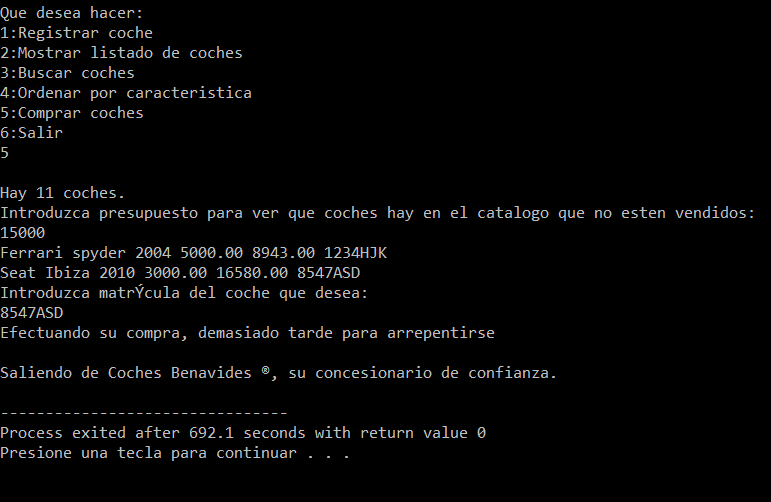 Que desea hacer:
1:Registrar coche
2:Mostrar listado de coches
3:Buscar coches
4:Ordenar por caracteristica
5:Comprar coches
6:Salir
5
Hay 11 coches.
Introduzca presupuesto para ver que coches hay en el catalogo que no esten vendidos:
15000
Ferrari spyder 2004 5000.00 8943.00 1234HJK
Seat Ibiza 2010 3000.00 16580.00 8547ASD
Introduzca matrÝcula del coche que desea:
8547ASD
Efectuando su compra, demasiado tarde para arrepentirse
Saliendo de Coches Benavides ®, su concesionario de confianza.
--------------------------------
Process exited after 692.1 seconds with return value 0
Presione una tecla para continuar . . .